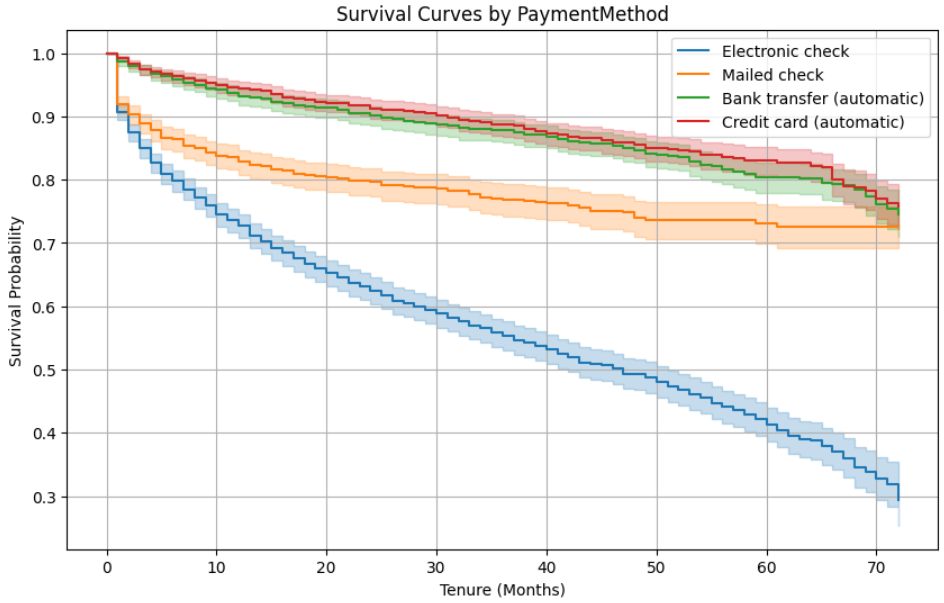 Survival Curves by PaymentMethod
Electronic check
Mailed check
Bank transfer (automatic)
Credit card (automatic)
Survival Probability
1.0
0.9
0.8
0.7
0.6
0.5
0.4
0.3
0 10 20 30 40 50 60 70
Tenure (Months)